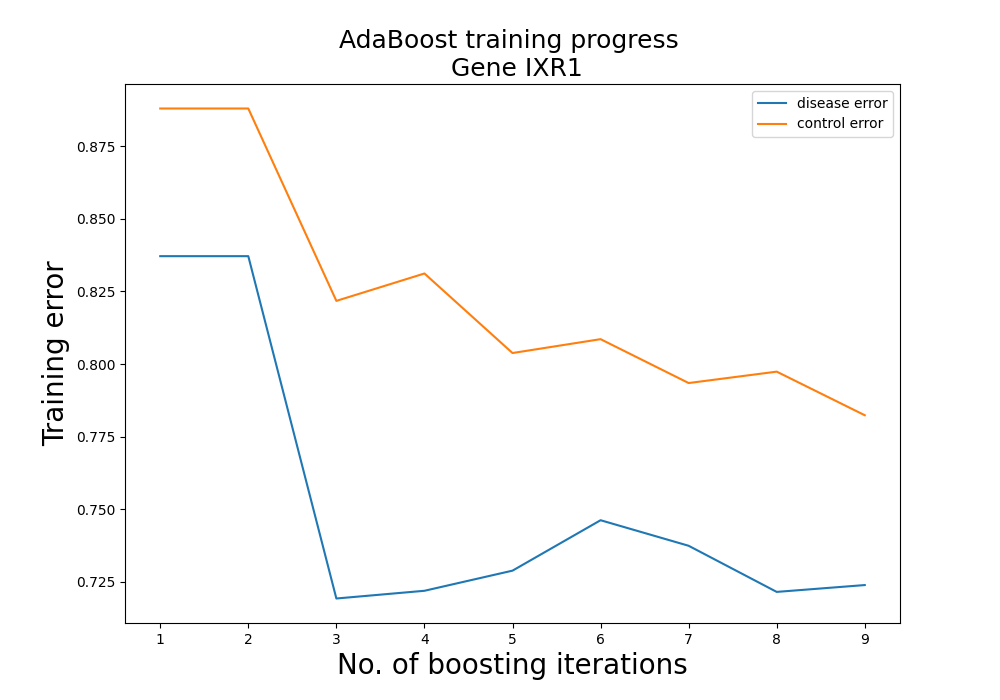 AdaBoost training progress
Gene IXR1
disease error
control error
0.875
0.850
0.825
0.800
0.775
0.750
0.725
Training error
1 2 3 4 5 6 7 8 9
No. of boosting iterations